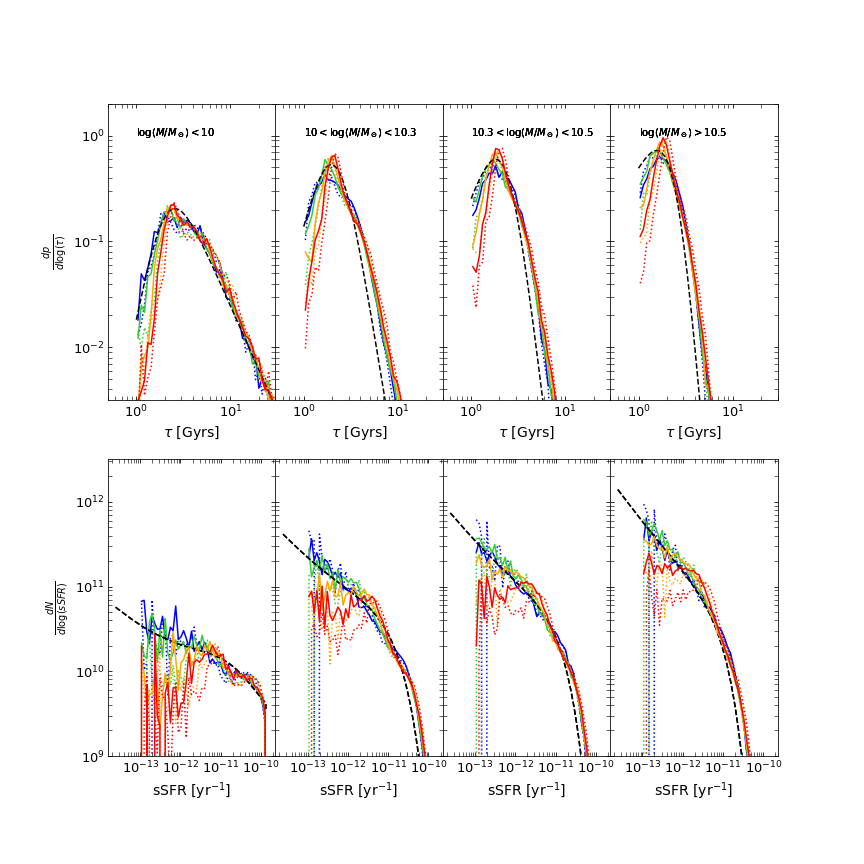 log(M/M⊙) < 10
10 < log(M/M⊙) < 10.3
10.3 < log(M/M⊙) < 10.5
log(M/M⊙) > 10.5
10⁰
10⁻¹
10⁻²
dp
dlog(τ)
10⁰ 10¹ 10⁰ 10¹ 10⁰ 10¹ 10⁰ 10¹
τ [Gyrs] τ [Gyrs] τ [Gyrs] τ [Gyrs]
10¹²
10¹¹
10¹⁰
10⁹
dN
dlog(sSFR)
10⁻¹³ 10⁻¹² 10⁻¹¹ 10⁻¹⁰ 10⁻¹³ 10⁻¹² 10⁻¹¹ 10⁻¹⁰ 10⁻¹³ 10⁻¹² 10⁻¹¹ 10⁻¹⁰ 10⁻¹³ 10⁻¹² 10⁻¹¹ 10⁻¹⁰
sSFR [yr⁻¹] sSFR [yr⁻¹] sSFR [yr⁻¹] sSFR [yr⁻¹]